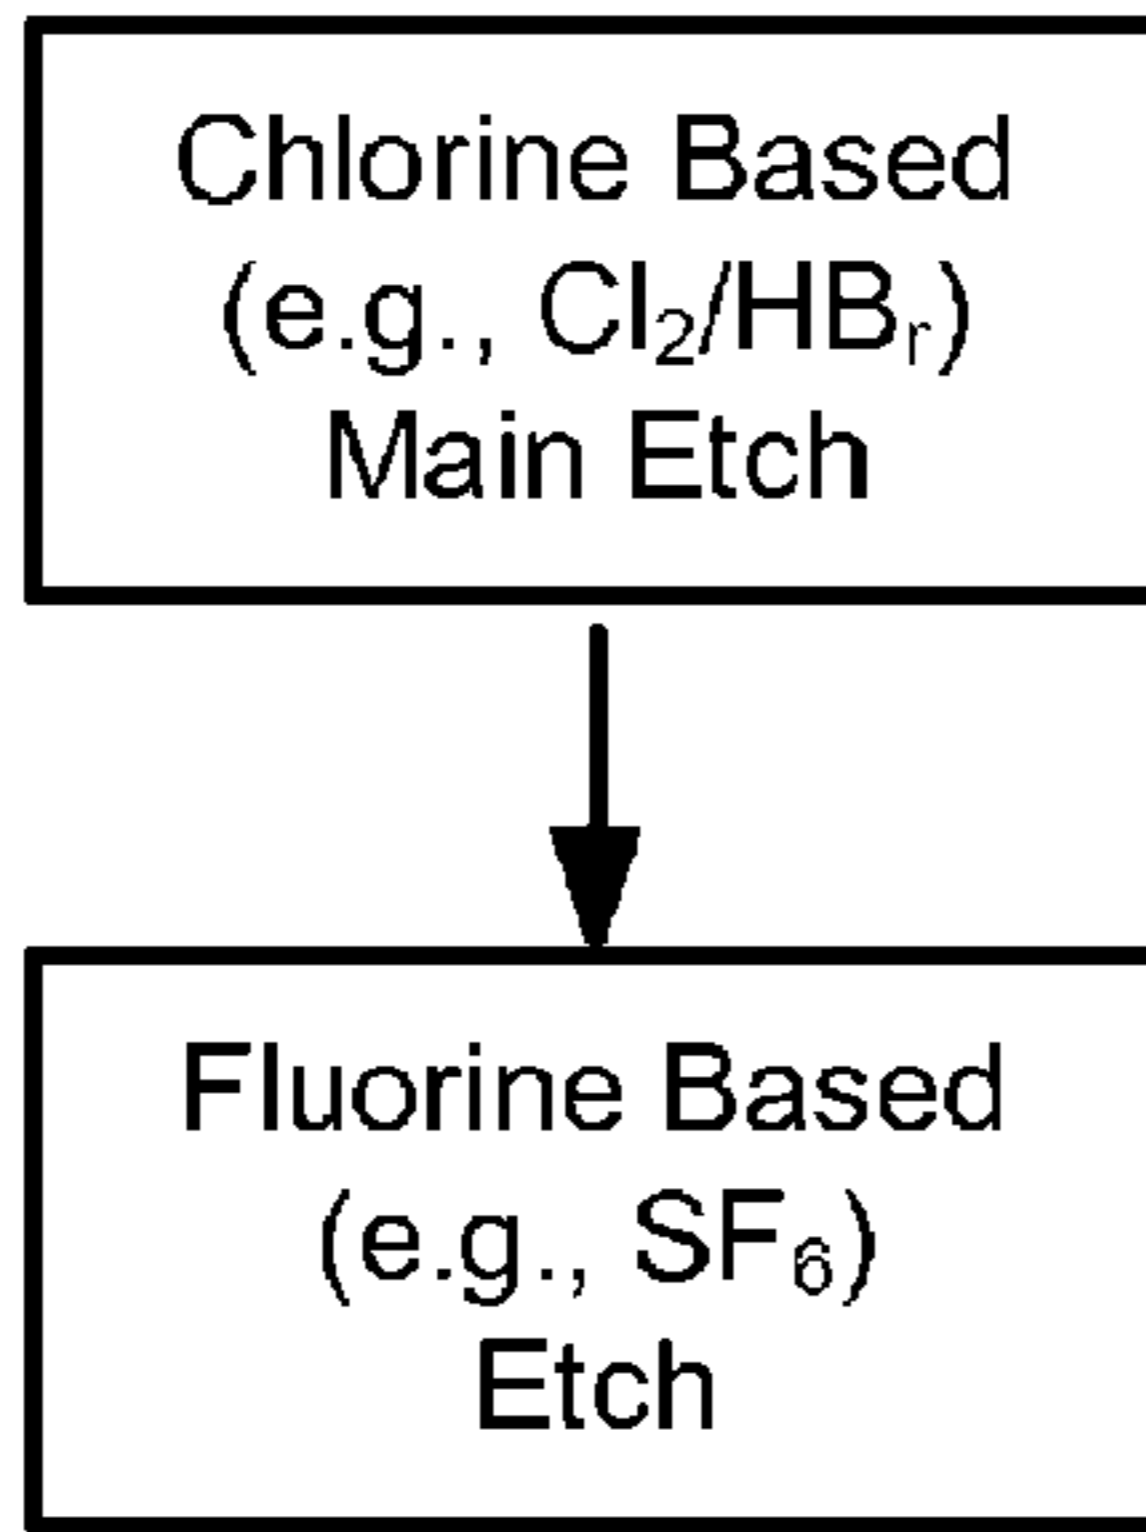 Chlorine Based
(e.g., Cl₂/HBᵣ)
Main Etch
Fluorine Based
(e.g., SF₆)
Etch